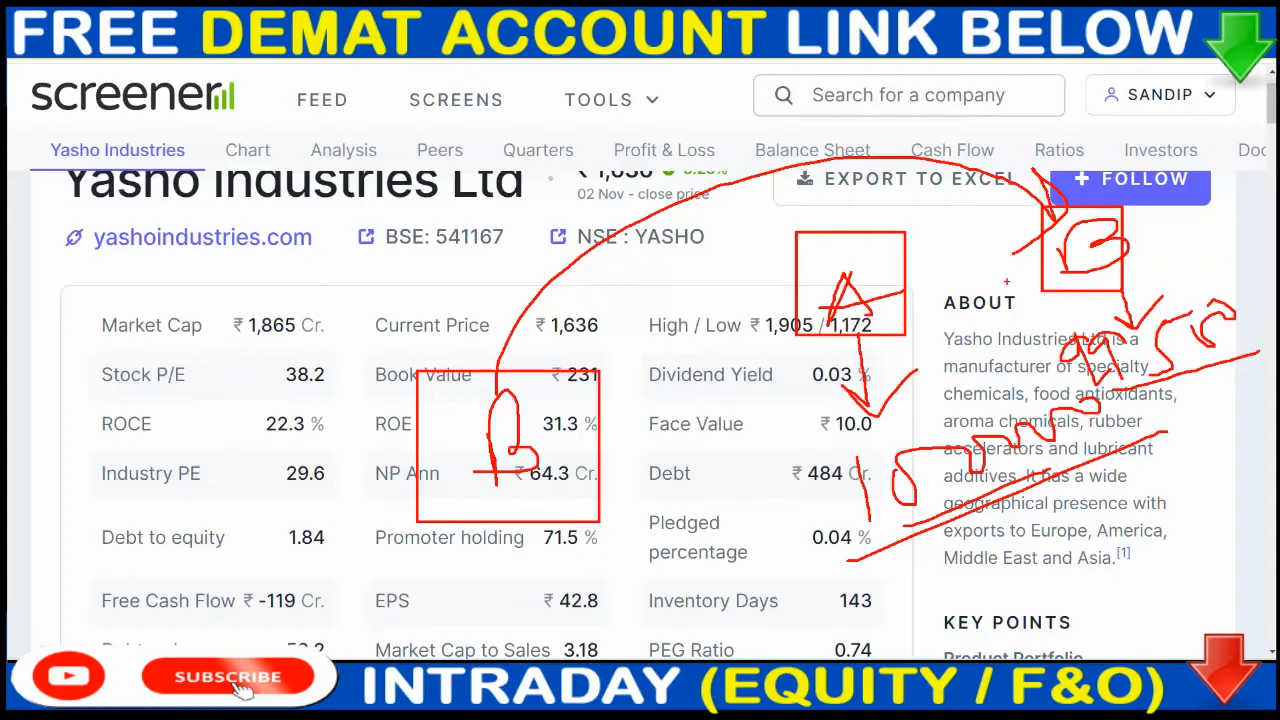 FREE DEMAT ACCOUNT LINK BELOW
screener FEED SCREENS TOOLS Search for a company SANDIP
Yasho Industries Chart Analysis Peers Quarters Profit & Loss Balance Sheet Cash Flow Ratios Investors Doc
Yasho Industries Ltd ₹ 1,636 EXPORT TO EXCEL + FOLLOW
02 Nov - close price
yashoindustries.com BSE: 541167 NSE : YASHO
B
A
ABOUT
Market Cap ₹ 1,865 Cr. Current Price ₹ 1,636 High / Low ₹ 1,905 / 1,172
Yasho Industries Ltd is a
manufacturer of specialty
chemicals, food antioxidants,
aroma chemicals, rubber
accelerators and lubricant
additives. It has a wide
geographical presence with
exports to Europe, America,
Middle East and Asia.[1]
Stock P/E 38.2 Book Value ₹ 231 Dividend Yield 0.03 %
ROCE 22.3 % ROE 31.3 % Face Value ₹ 10.0
B
Industry PE 29.6 NP Ann ₹ 64.3 Cr. Debt ₹ 484 Cr.
Debt to equity 1.84 Promoter holding 71.5 % Pledged percentage 0.04 %
Free Cash Flow ₹ -119 Cr. EPS ₹ 42.8 Inventory Days 143
KEY POINTS
Market Cap to Sales 3.18 PEG Ratio 0.74
Product Portfolio
SUBSCRIBE
INTRADAY (EQUITY / F&O)